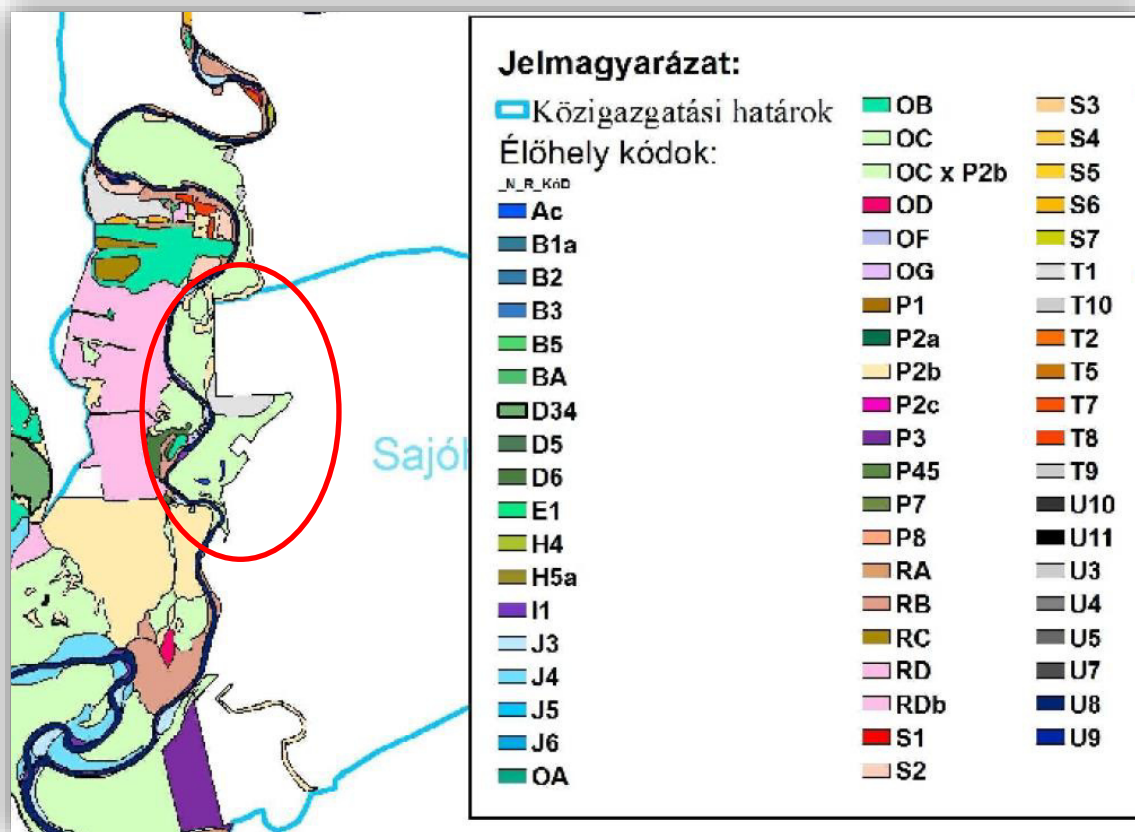 Jelmagyarázat:
Közigazgatási határok
Élőhely kódok:
_N_R_KóD
Ac
B1a
B2
B3
B5
BA
D34
D5
D6
E1
H4
H5a
I1
J3
J4
J5
J6
OA
OB
OC
OC x P2b
OD
OF
OG
P1
P2a
P2b
P2c
P3
P45
P7
P8
RA
RB
RC
RD
RDb
S1
S2
S3
S4
S5
S6
S7
T1
T10
T2
T5
T7
T8
T9
U10
U11
U3
U4
U5
U7
U8
U9